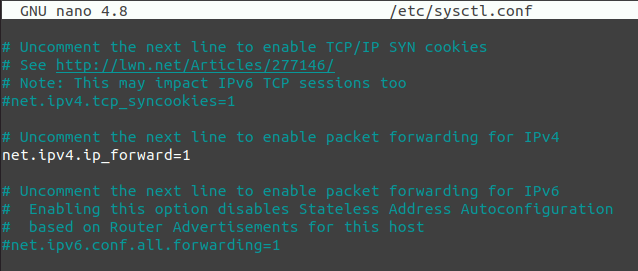 GNU nano 4.8 /etc/sysctl.conf
# Uncomment the next line to enable TCP/IP SYN cookies
# See http://lwn.net/Articles/277146/
# Note: This may impact IPv6 TCP sessions too
#net.ipv4.tcp_syncookies=1
# Uncomment the next line to enable packet forwarding for IPv4
net.ipv4.ip_forward=1
# Uncomment the next line to enable packet forwarding for IPv6
#  Enabling this option disables Stateless Address Autoconfiguration
#  based on Router Advertisements for this host
#net.ipv6.conf.all.forwarding=1